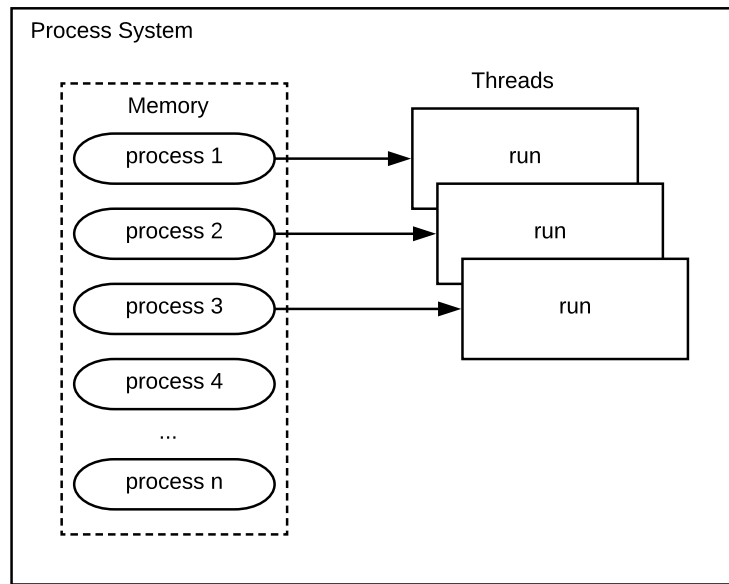 Process System
Memory
process 1
process 2
process 3
process 4
...
process n
Threads
run
run
run